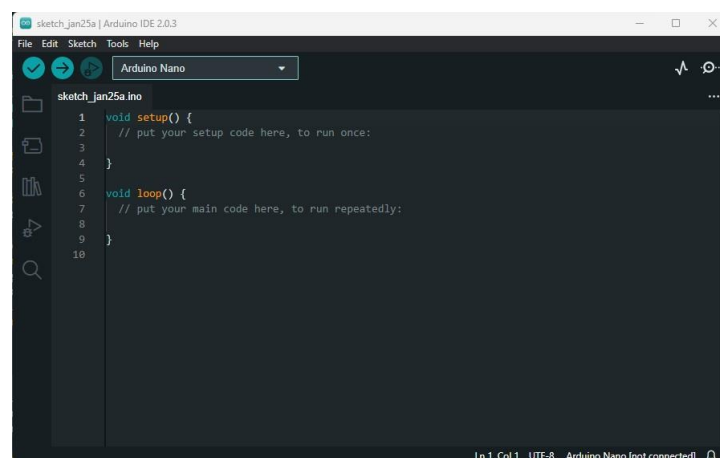 sketch_jan25a | Arduino IDE 2.0.3
File Edit Sketch Tools Help
Arduino Nano
sketch_jan25a.ino
...
1 void setup() {
2 // put your setup code here, to run once:
3
4 }
5
6 void loop() {
7 // put your main code here, to run repeatedly:
8
9 }
10
Ln 1, Col 1 UTF-8 Arduino Nano [not connected]